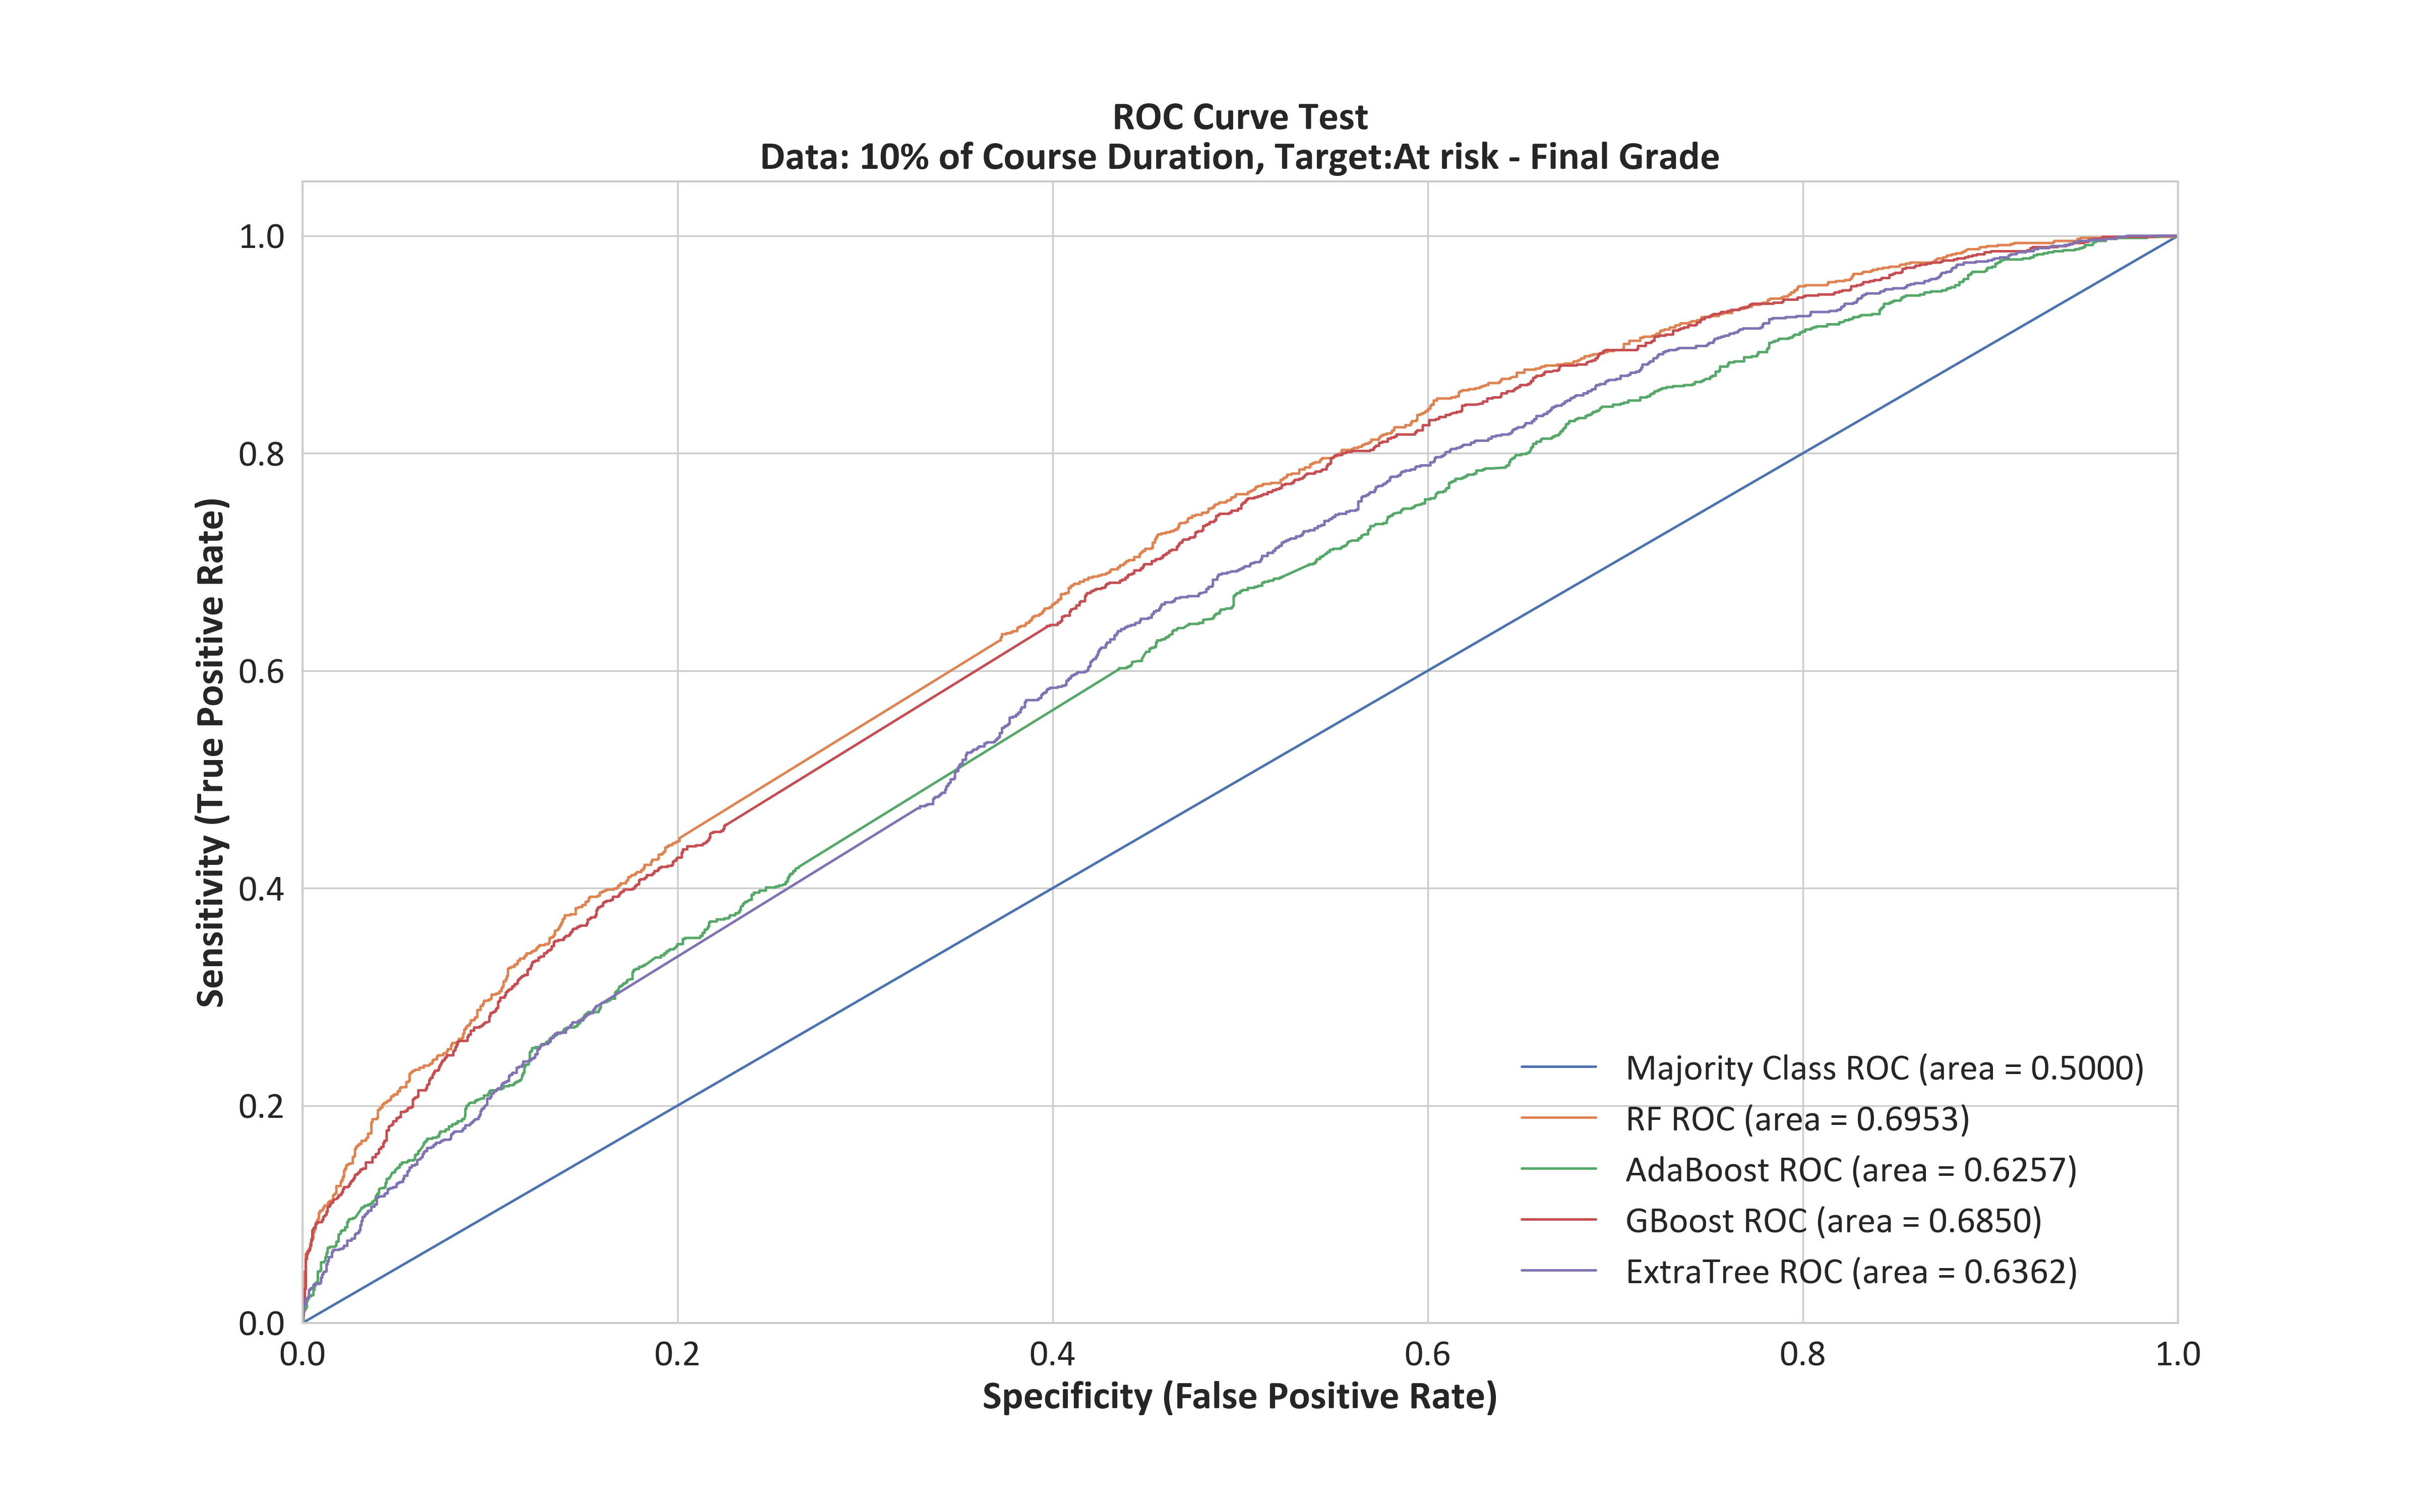 ROC Curve Test
Data: 10% of Course Duration, Target:At risk - Final Grade
Sensitivity (True Positive Rate)
1.0
0.8
0.6
0.4
0.2
0.0
Majority Class ROC (area = 0.5000)
RF ROC (area = 0.6953)
AdaBoost ROC (area = 0.6257)
GBoost ROC (area = 0.6850)
ExtraTree ROC (area = 0.6362)
0.0 0.2 0.4 0.6 0.8 1.0
Specificity (False Positive Rate)